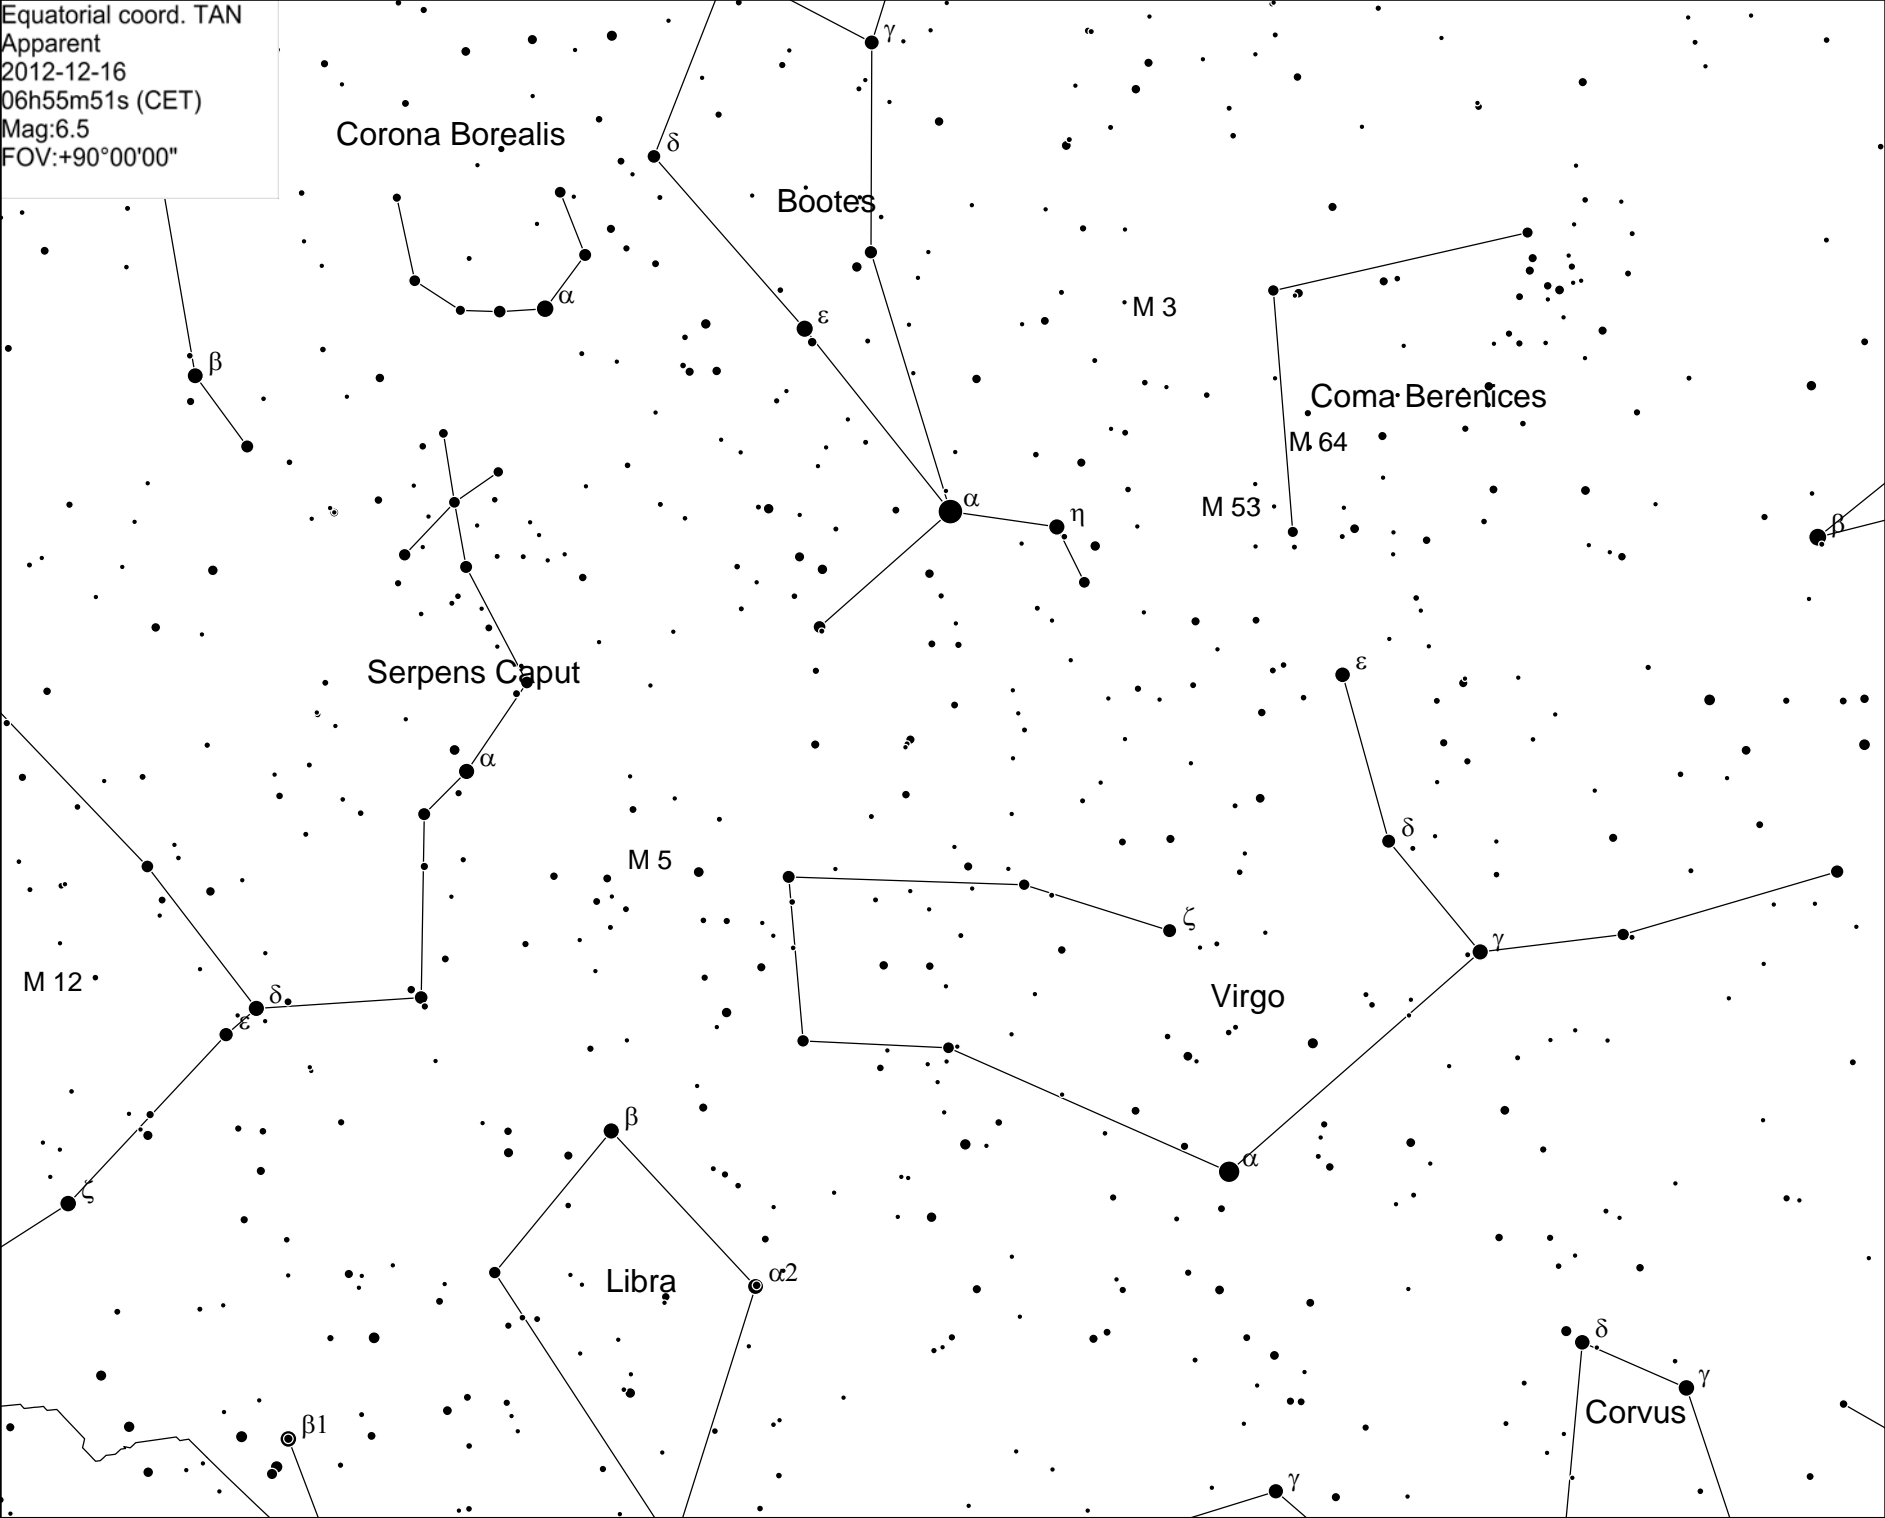 Equatorial coord. TAN
Apparent
2012-12-16
06h55m51s (CET)
Mag:6.5
FOV:+90°00'00"
γ
Corona Borealis
δ
Bootes
α
M 3
ε
β
Coma Berenices
M 64
α
M 53
η
β
ε
Serpens Caput
α
δ
M 5
ζ
γ
M 12
δ
Virgo
ε
β
α
ζ
α2
Libra
δ
γ
Corvus
β1
γ